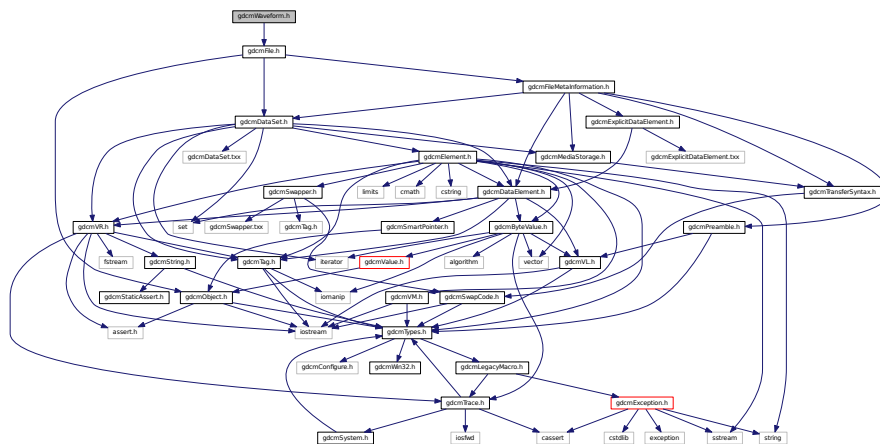 gdcmWaveform.h
gdcmFile.h
gdcmFileMetaInformation.h
gdcmDataSet.h
gdcmExplicitDataElement.h
gdcmDataSet.txx
gdcmElement.h
gdcmMediaStorage.h
gdcmExplicitDataElement.txx
gdcmSwapper.h
limits
cmath
cstring
gdcmDataElement.h
gdcmTransferSyntax.h
gdcmVR.h
set
gdcmSwapper.txx
gdcmTag.h
gdcmSmartPointer.h
gdcmByteValue.h
gdcmPreamble.h
fstream
gdcmString.h
gdcmTag.h
iterator
gdcmValue.h
algorithm
vector
gdcmVL.h
gdcmStaticAssert.h
gdcmObject.h
iomanip
gdcmVM.h
gdcmSwapCode.h
assert.h
iostream
gdcmTypes.h
gdcmConfigure.h
gdcmWin32.h
gdcmLegacyMacro.h
gdcmTrace.h
gdcmException.h
gdcmSystem.h
iosfwd
cassert
cstdlib
exception
sstream
string